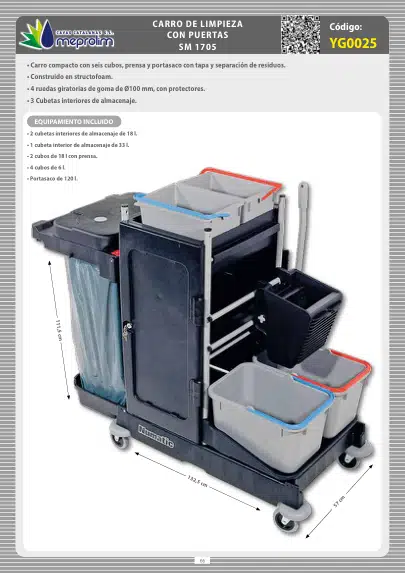 CAFÉS CATALANES S.L.
meprolim
CARRO DE LIMPIEZA
CON PUERTAS
SM 1705
Código:
YG0025
• Carro compacto con seis cubos, prensa y portasaco con tapa y separación de residuos.
• Construido en structofoam.
• 4 ruedas giratorias de goma de Ø100 mm, con protectores.
• 3 Cubetas interiores de almacenaje.
EQUIPAMIENTO INCLUIDO
• 2 cubetas interiores de almacenaje de 18 l.
• 1 cubeta interior de almacenaje de 33 l.
• 2 cubos de 18 l con prensa.
• 4 cubos de 6 l.
• Portasaco de 120 l.
111,5 cm
Numatic
132,5 cm
57 cm